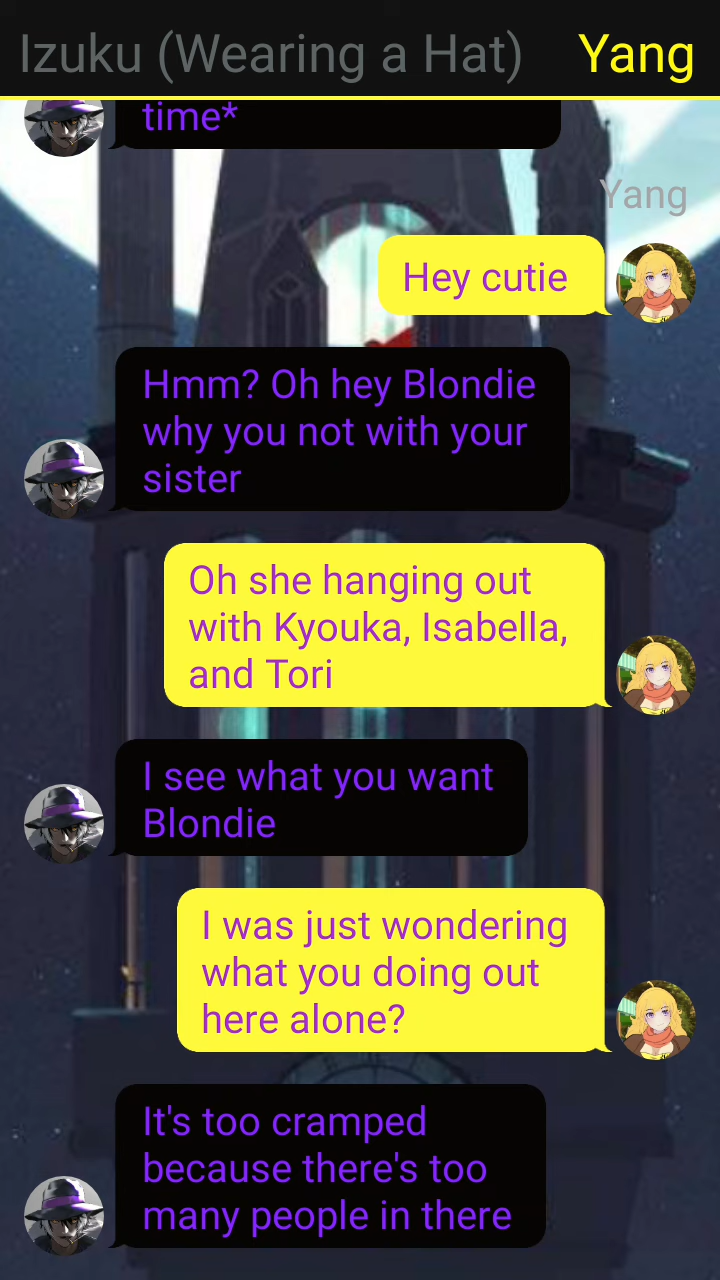 Izuku (Wearing a Hat) Yang
time*
Yang
Hey cutie
Hmm? Oh hey Blondie
why you not with your
sister
Oh she hanging out
with Kyouka, Isabella,
and Tori
I see what you want
Blondie
I was just wondering
what you doing out
here alone?
It's too cramped
because there's too
many people in there